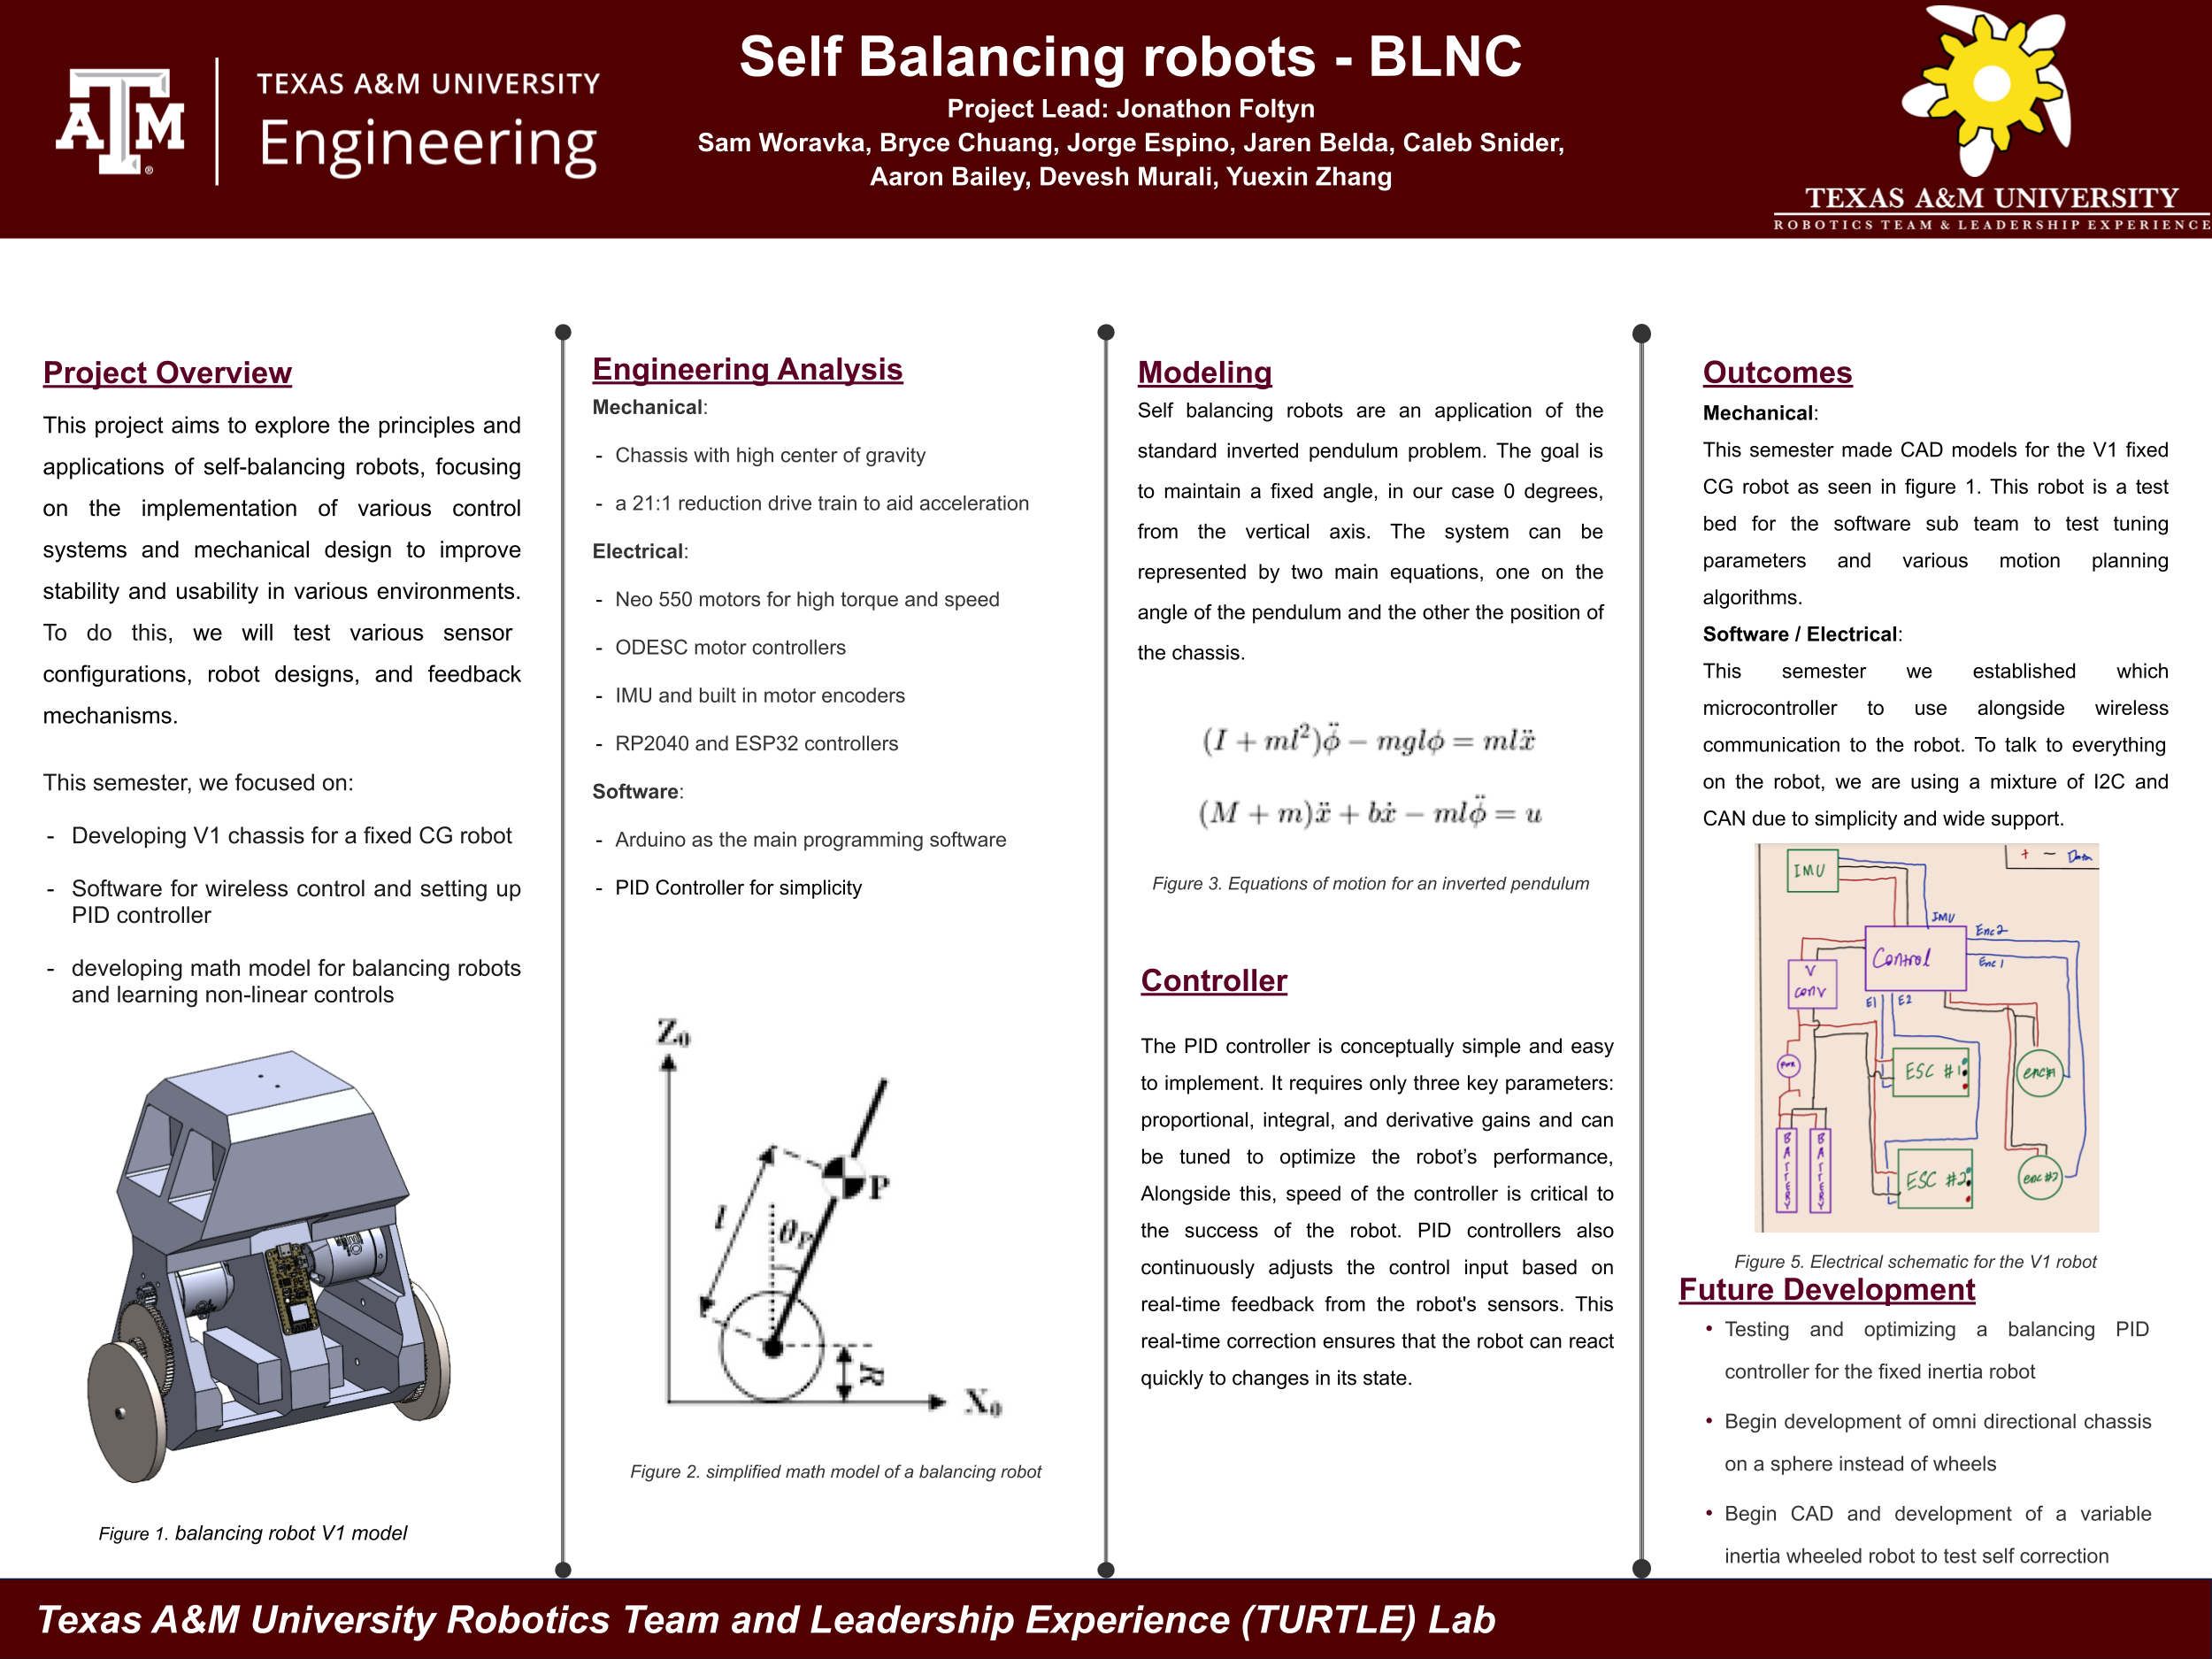 ATM
®
TEXAS A&M UNIVERSITY
Engineering
Self Balancing robots - BLNC
Project Lead: Jonathon Foltyn
Sam Woravka, Bryce Chuang, Jorge Espino, Jaren Belda, Caleb Snider,
Aaron Bailey, Devesh Murali, Yuexin Zhang
TEXAS A&M UNIVERSITY
ROBOTICS TEAM & LEADERSHIP EXPERIENCE
Project Overview
This project aims to explore the principles and
applications of self-balancing robots, focusing
on the implementation of various control
systems and mechanical design to improve
stability and usability in various environments.
To do this, we will test various sensor
configurations, robot designs, and feedback
mechanisms.
This semester, we focused on:
- Developing V1 chassis for a fixed CG robot
- Software for wireless control and setting up
PID controller
- developing math model for balancing robots
and learning non-linear controls
Figure 1. balancing robot V1 model
Engineering Analysis
Mechanical:
- Chassis with high center of gravity
- a 21:1 reduction drive train to aid acceleration
Electrical:
- Neo 550 motors for high torque and speed
- ODESC motor controllers
- IMU and built in motor encoders
- RP2040 and ESP32 controllers
Software:
- Arduino as the main programming software
- PID Controller for simplicity
Z₀
P
l
θP
R
X₀
Figure 2. simplified math model of a balancing robot
Modeling
Self balancing robots are an application of the
standard inverted pendulum problem. The goal is
to maintain a fixed angle, in our case 0 degrees,
from the vertical axis. The system can be
represented by two main equations, one on the
angle of the pendulum and the other the position of
the chassis.
(I + ml²)ϕ̈ − mglϕ = mlẍ
(M + m)ẍ + bẋ − mlϕ̈ = u
Figure 3. Equations of motion for an inverted pendulum
Controller
The PID controller is conceptually simple and easy
to implement. It requires only three key parameters:
proportional, integral, and derivative gains and can
be tuned to optimize the robot’s performance,
Alongside this, speed of the controller is critical to
the success of the robot. PID controllers also
continuously adjusts the control input based on
real-time feedback from the robot's sensors. This
real-time correction ensures that the robot can react
quickly to changes in its state.
Outcomes
Mechanical:
This semester made CAD models for the V1 fixed
CG robot as seen in figure 1. This robot is a test
bed for the software sub team to test tuning
parameters and various motion planning
algorithms.
Software / Electrical:
This semester we established which
microcontroller to use alongside wireless
communication to the robot. To talk to everything
on the robot, we are using a mixture of I2C and
CAN due to simplicity and wide support.
+ − Data
IMU
IMU
Enc2
Control
Enc 1
V
conv
E1 E2
PWR
ESC #1
enc#1
BATTERY
BATTERY
ESC #2
enc #2
Figure 5. Electrical schematic for the V1 robot
Future Development
• Testing and optimizing a balancing PID
controller for the fixed inertia robot
• Begin development of omni directional chassis
on a sphere instead of wheels
• Begin CAD and development of a variable
inertia wheeled robot to test self correction
Texas A&M University Robotics Team and Leadership Experience (TURTLE) Lab